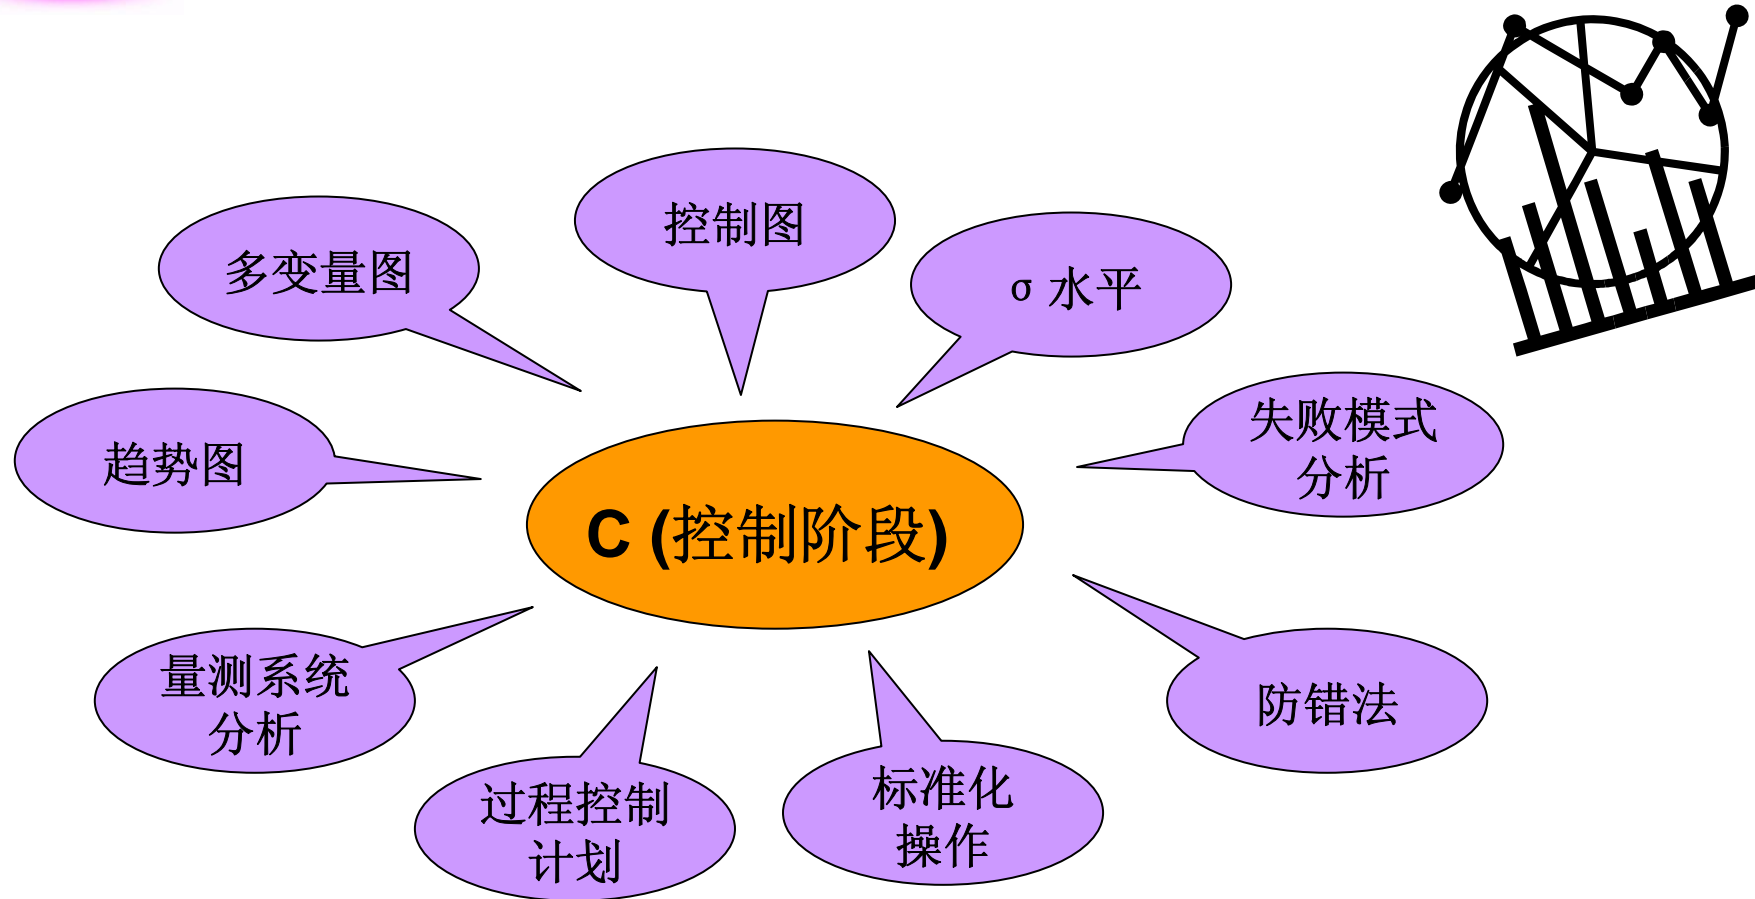 控制图
多变量图
σ 水平
失败模式
分析
趋势图
C (控制阶段)
量测系统
分析
防错法
过程控制
计划
标准化
操作